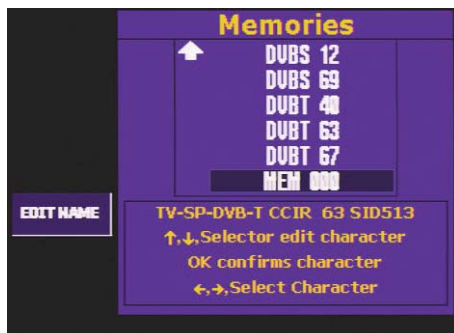 Memories
DVBS 12
DVBS 69
DVBT 40
DVBT 63
DVBT 67
MEM 000
EDIT NAME
TV-SP-DVB-T CCIR 63 SID513
↑,↓,Selector edit character
OK confirms character
←,→,Select Character